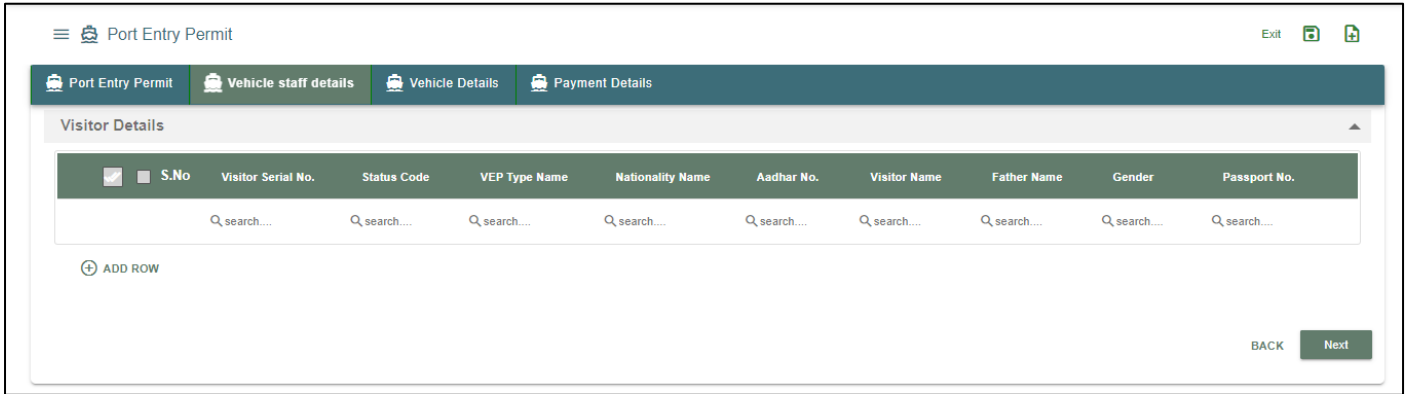 Port Entry Permit Exit
Port Entry Permit Vehicle staff details Vehicle Details Payment Details
Visitor Details
S.No Visitor Serial No. Status Code VEP Type Name Nationality Name Aadhar No. Visitor Name Father Name Gender Passport No.
search.... search.... search.... search.... search.... search.... search.... search.... search....
ADD ROW
BACK Next